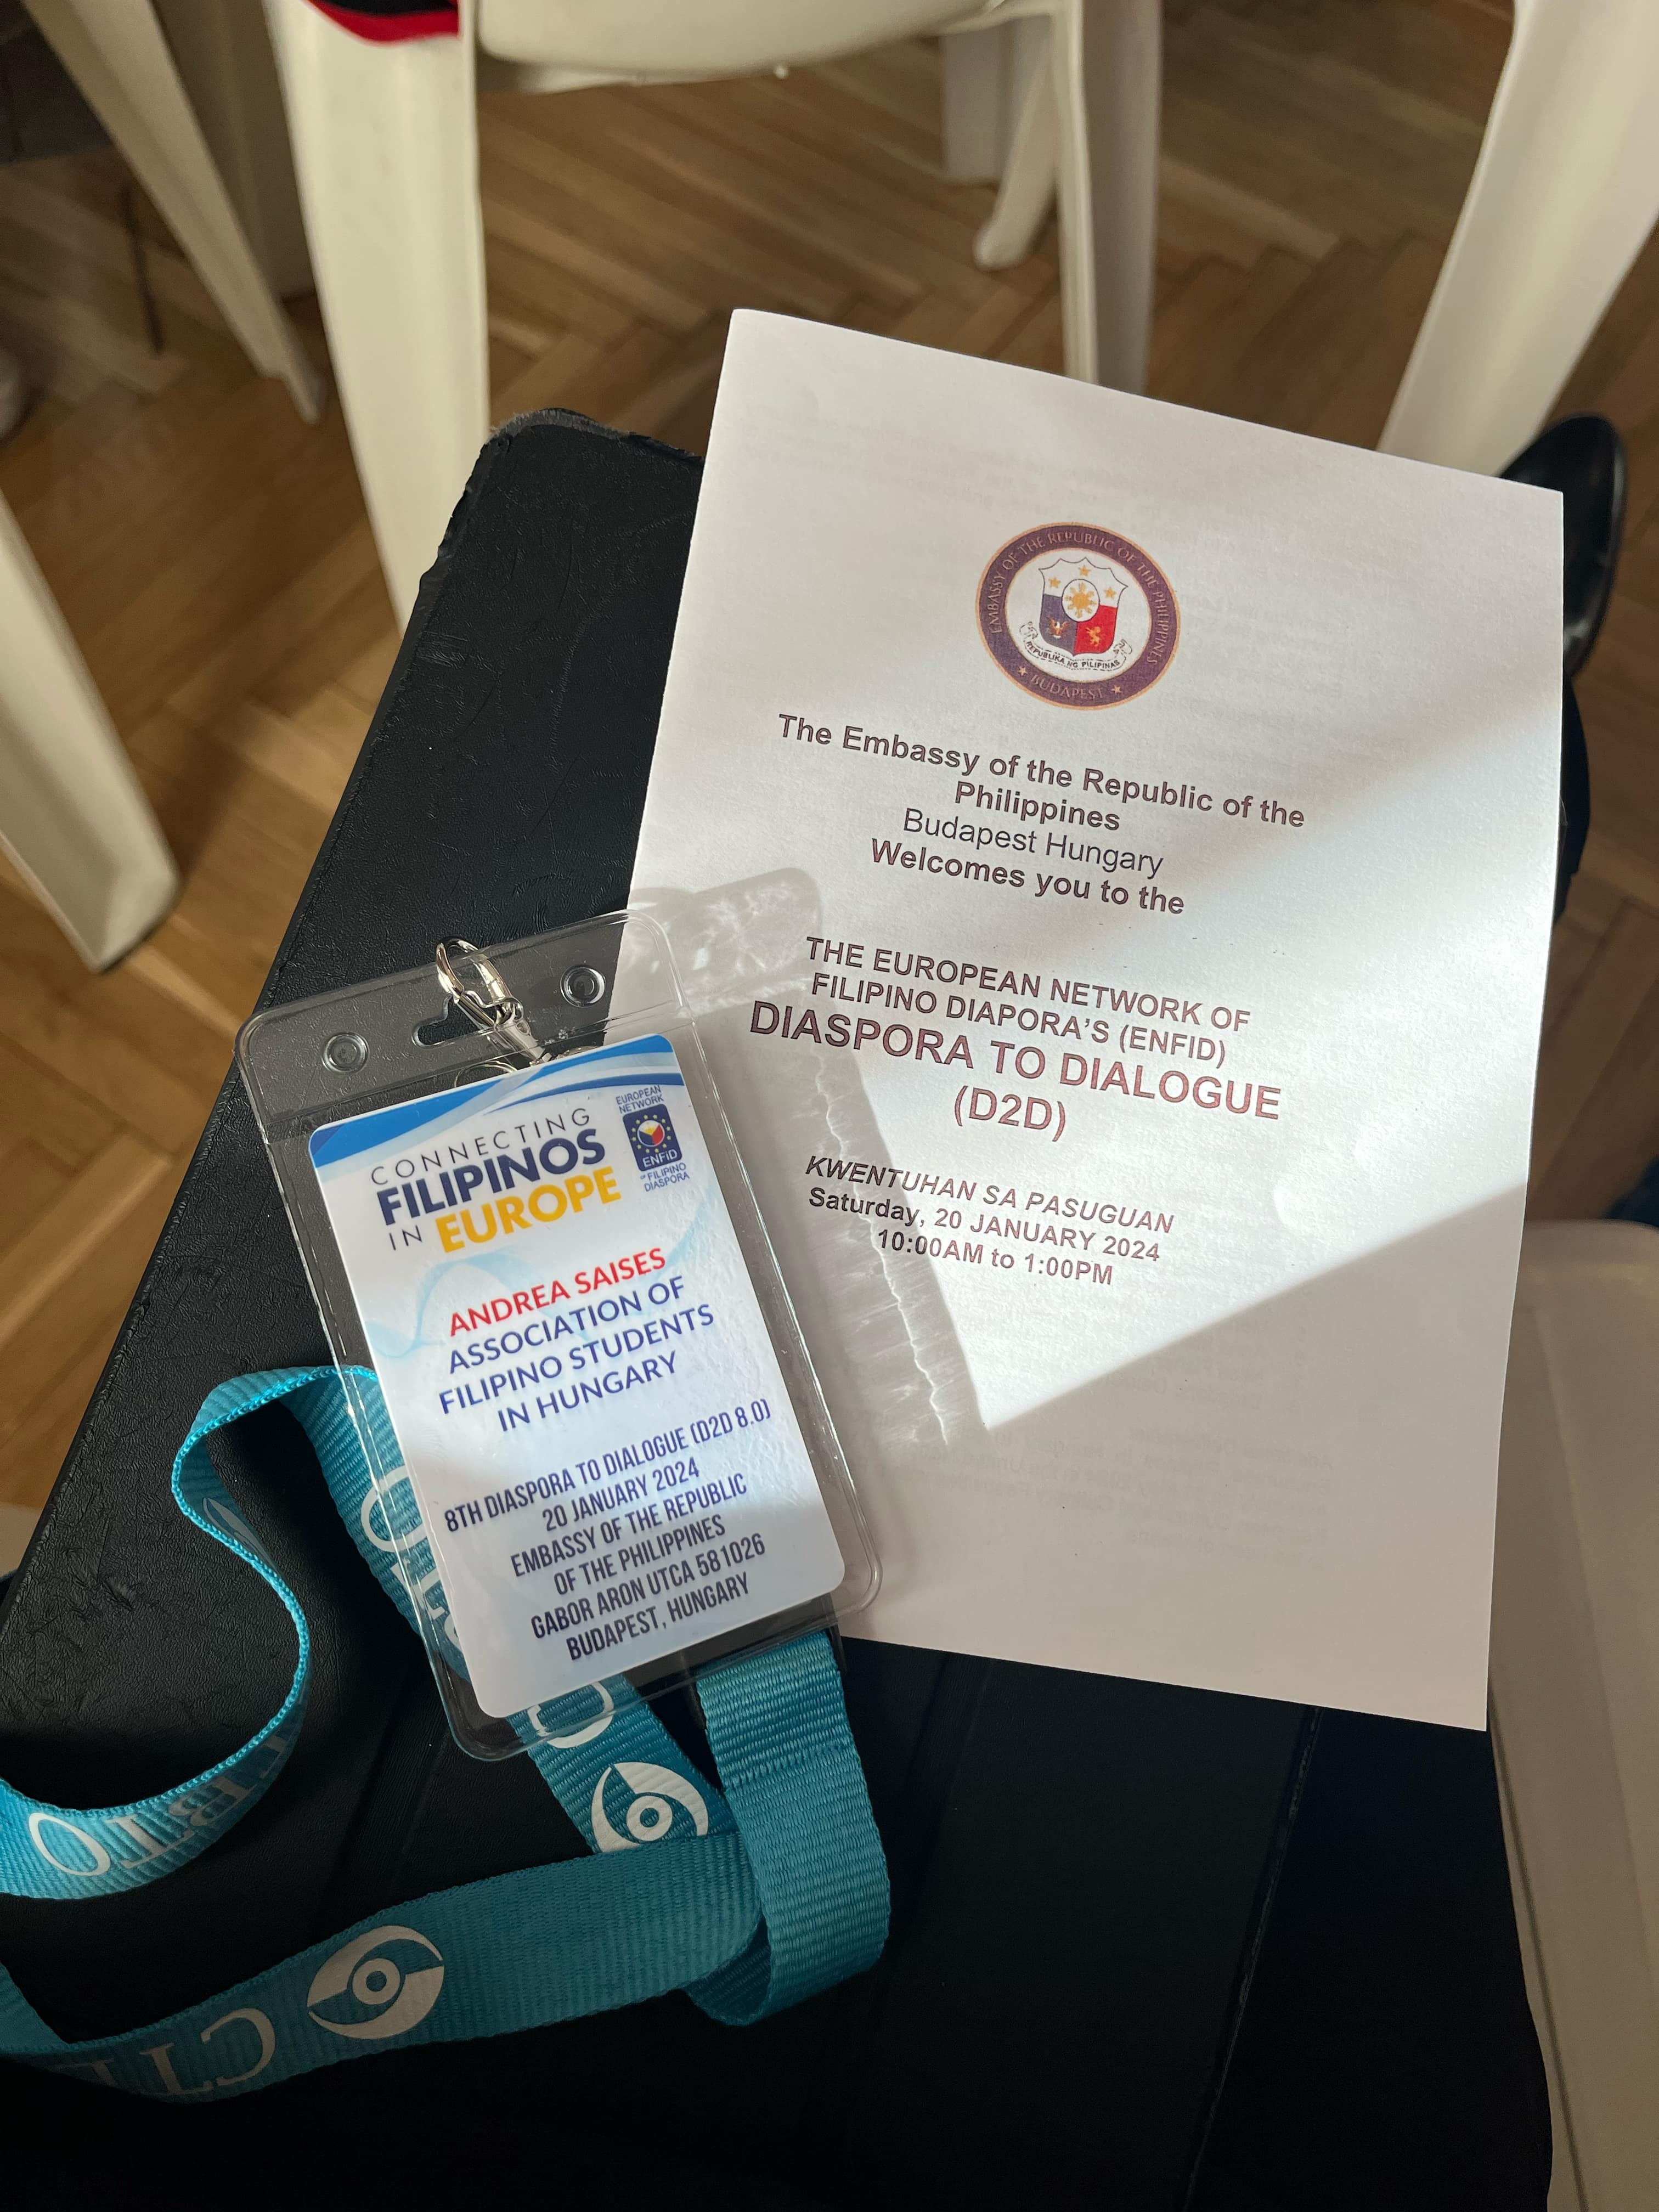 EMBASSY OF THE REPUBLIC OF THE PHILIPPINES
REPUBLIKA NG PILIPINAS
★ BUDAPEST ★
The Embassy of the Republic of the
Philippines
Budapest Hungary
Welcomes you to the
THE EUROPEAN NETWORK OF
FILIPINO DIAPORA'S (ENFID)
DIASPORA TO DIALOGUE
(D2D)
KWENTUHAN SA PASUGUAN
Saturday, 20 JANUARY 2024
10:00AM to 1:00PM
CONNECTING
FILIPINOS
IN EUROPE
EUROPEAN
NETWORK
ENFiD
OF FILIPINO
DIASPORA
ANDREA SAISES
ASSOCIATION OF
FILIPINO STUDENTS
IN HUNGARY
8TH DIASPORA TO DIALOGUE (D2D 8.0)
20 JANUARY 2024
EMBASSY OF THE REPUBLIC
OF THE PHILIPPINES
GABOR ARON UTCA 581026
BUDAPEST, HUNGARY